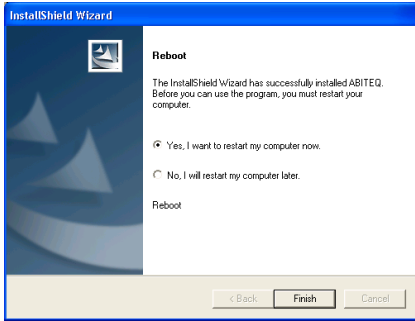 InstallShield Wizard
Reboot
The InstallShield Wizard has successfully installed ABITEQ.
Before you can use the program, you must restart your
computer.
Yes, I want to restart my computer now.
No, I will restart my computer later.
Reboot
< Back Finish Cancel